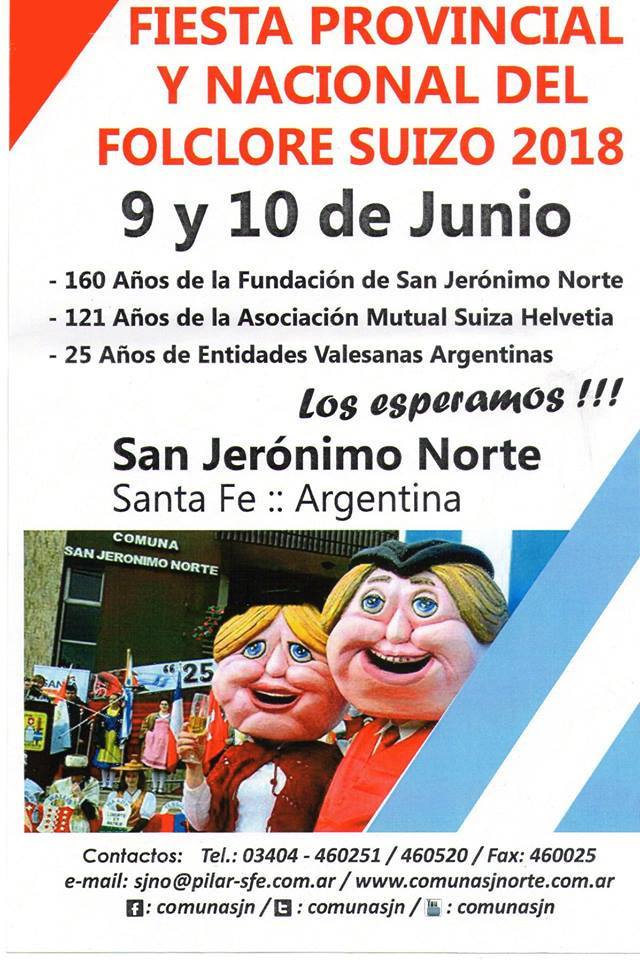 FIESTA PROVINCIAL
Y NACIONAL DEL
FOLCLORE SUIZO 2018
9 y 10 de Junio
- 160 Años de la Fundación de San Jerónimo Norte
- 121 Años de la Asociación Mutual Suiza Helvetia
- 25 Años de Entidades Valesanas Argentinas
Los esperamos !!!
San Jerónimo Norte
Santa Fe :: Argentina
COMUNA
SAN JERONIMO NORTE
"25
Contactos: Tel.: 03404 - 460251 / 460520 / Fax: 460025
e-mail: sjno@pilar-sfe.com.ar / www.comunasjnorte.com.ar
: comunasjn / : comunasjn / : comunasjn